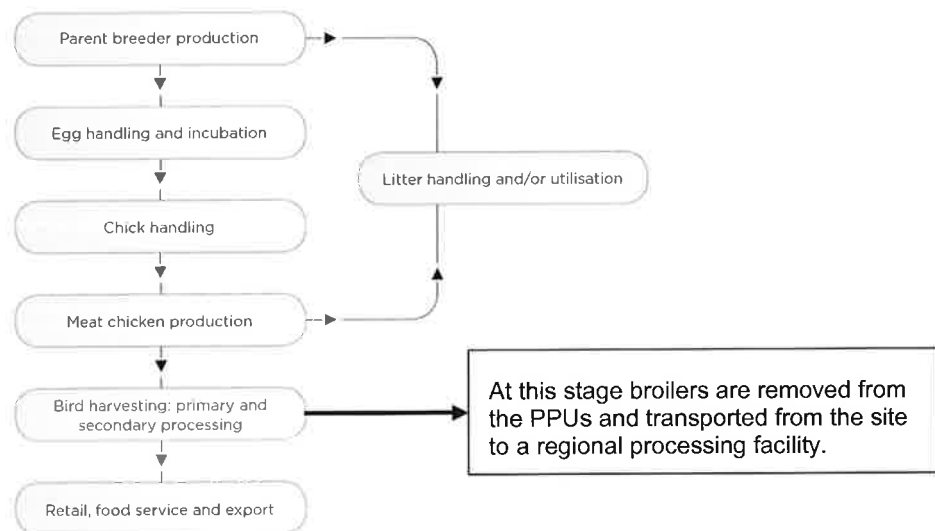 Parent breeder production
Egg handling and incubation
Litter handling and/or utilisation
Chick handling
Meat chicken production
Bird harvesting: primary and
secondary processing
At this stage broilers are removed from
the PPUs and transported from the site
to a regional processing facility.
Retail, food service and export